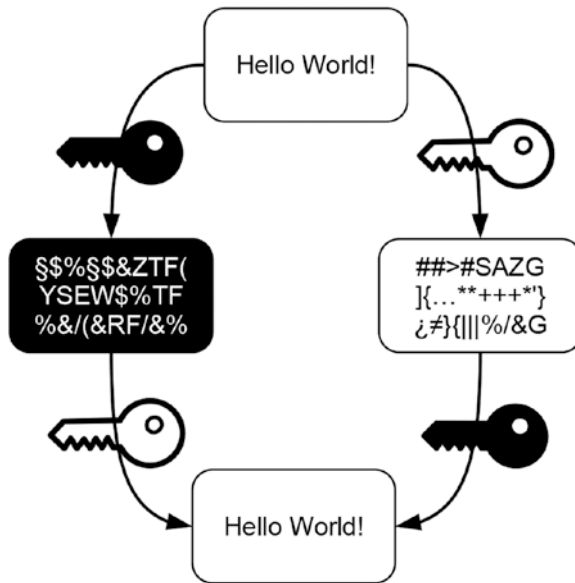 Hello World!
§$%§$&ZTF(
YSEW$%TF
%&/(&RF/&%
##>#SAZG
]{…**+++*'}
¿≠}{|||%/&G
Hello World!